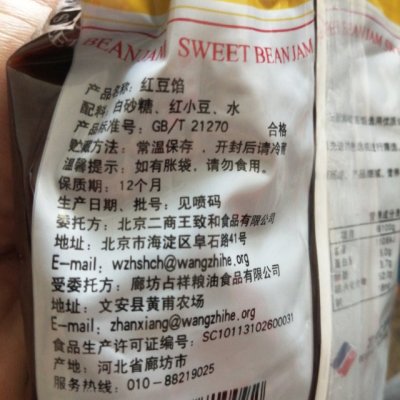 BEAN JAM SWEET BEAN JAM
产品名称：红豆馅
配料：白砂糖、红小豆、水
产品标准号：GB/T 21270 合格
贮藏方法：常温保存，开封后请冷藏
温馨提示：如有胀袋，请勿食用。
保质期：12个月
生产日期、批号：见喷码
委托方：北京二商王致和食品有限公司
地址：北京市海淀区阜石路41号
E-mail：wzhshch@wangzhihe.org
受委托方：廊坊占祥粮油食品有限公司
地址：文安县黄甫农场
E-mail：zhanxiang@wangzhihe.org
食品生产许可证编号：SC10113102600031
产地：河北省廊坊市
服务热线：010-88219025
BEAN JAM